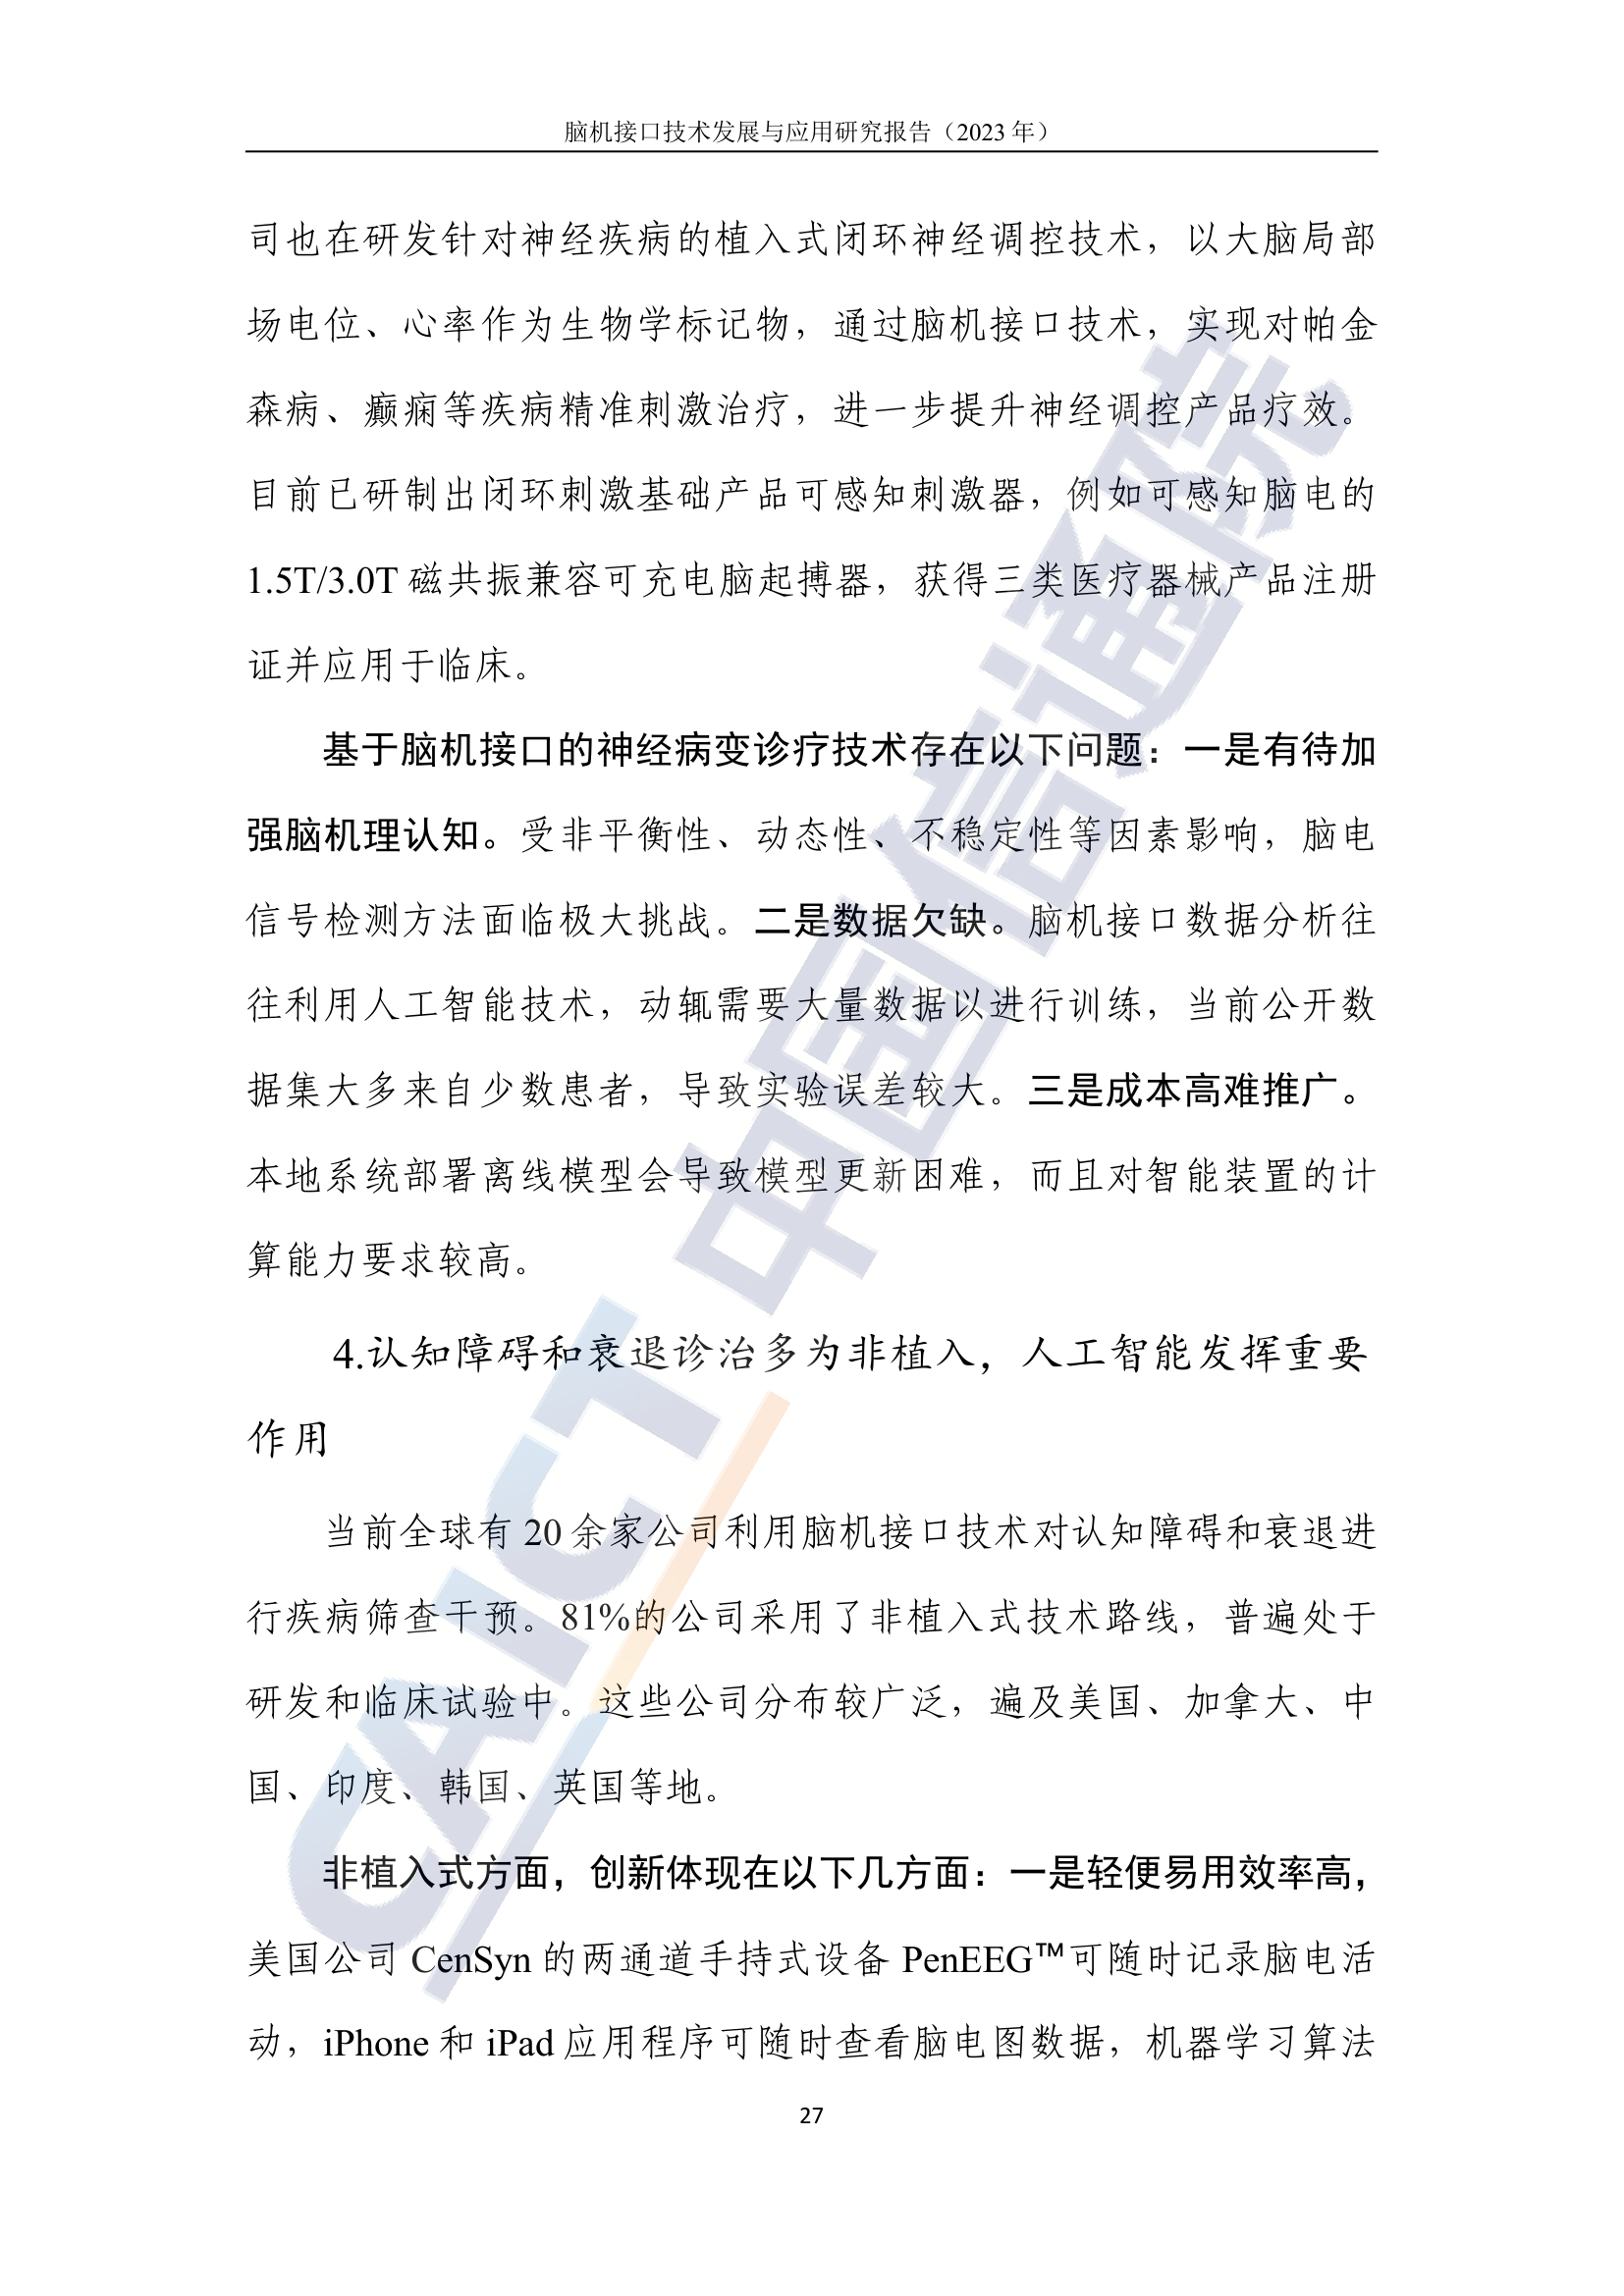 脑机接口技术发展与应用研究报告（2023 年）
司也在研发针对神经疾病的植入式闭环神经调控技术，以大脑局部
场电位、心率作为生物学标记物，通过脑机接口技术，实现对帕金
森病、癫痫等疾病精准刺激治疗，进一步提升神经调控产品疗效。
目前已研制出闭环刺激基础产品可感知刺激器，例如可感知脑电的
1.5T/3.0T 磁共振兼容可充电脑起搏器，获得三类医疗器械产品注册
证并应用于临床。
基于脑机接口的神经病变诊疗技术存在以下问题：一是有待加
强脑机理认知。受非平衡性、动态性、不稳定性等因素影响，脑电
信号检测方法面临极大挑战。二是数据欠缺。脑机接口数据分析往
往利用人工智能技术，动辄需要大量数据以进行训练，当前公开数
据集大多来自少数患者，导致实验误差较大。三是成本高难推广。
本地系统部署离线模型会导致模型更新困难，而且对智能装置的计
算能力要求较高。
4.认知障碍和衰退诊治多为非植入，人工智能发挥重要
作用
当前全球有 20 余家公司利用脑机接口技术对认知障碍和衰退进
行疾病筛查干预。81%的公司采用了非植入式技术路线，普遍处于
研发和临床试验中。这些公司分布较广泛，遍及美国、加拿大、中
国、印度、韩国、英国等地。
非植入式方面，创新体现在以下几方面：一是轻便易用效率高，
美国公司 CenSyn 的两通道手持式设备 PenEEG™可随时记录脑电活
动，iPhone 和 iPad 应用程序可随时查看脑电图数据，机器学习算法
27
CAICT 中国信通院